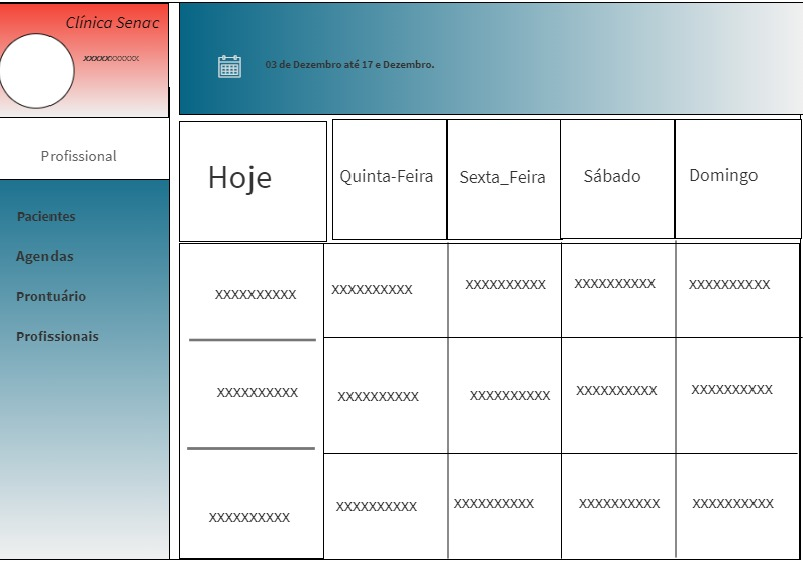 Clínica Senac
xxxxxxxxxxxx
Profissional
Pacientes
Agendas
Prontuário
Profissionais
03 de Dezembro até 17 e Dezembro.
Hoje Quinta-Feira Sexta_Feira Sábado Domingo
XXXXXXXXXX XXXXXXXXXX XXXXXXXXXX XXXXXXXXXX XXXXXXXXXX
XXXXXXXXXX XXXXXXXXXX XXXXXXXXXX XXXXXXXXXX XXXXXXXXXX
XXXXXXXXXX XXXXXXXXXX XXXXXXXXXX XXXXXXXXXX XXXXXXXXXX